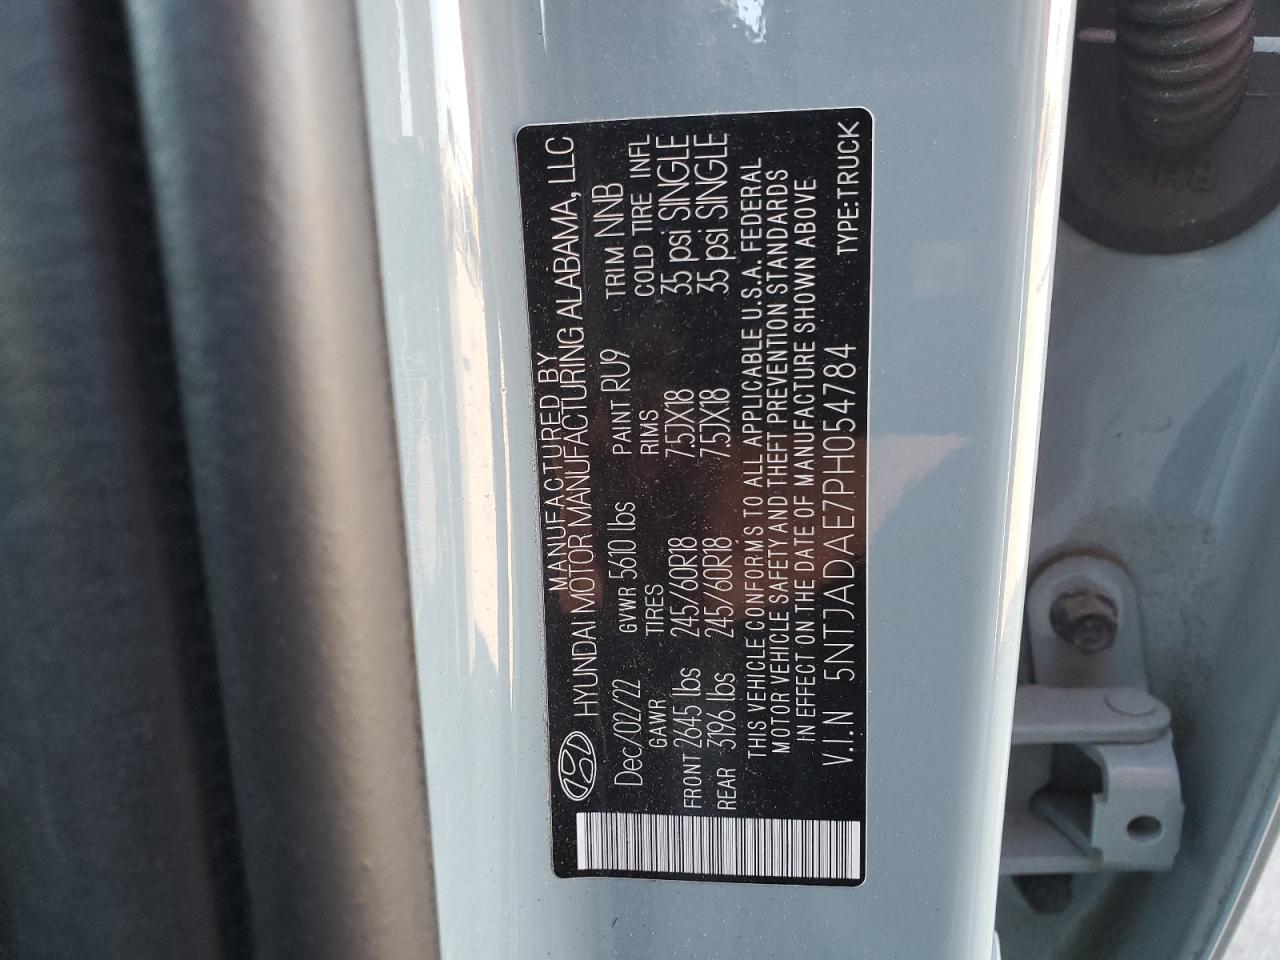 MANUFACTURED BY
HYUNDAI MOTOR MANUFACTURING ALABAMA, LLC
Dec/02/22 GVWR 5610 lbs PAINT RU9 TRIM NNB
GAWR TIRES RIMS COLD TIRE INFL
FRONT 2645 lbs 245/60R18 7.5JX18 35 psi SINGLE
REAR 3196 lbs 245/60R18 7.5JX18 35 psi SINGLE
THIS VEHICLE CONFORMS TO ALL APPLICABLE U.S.A. FEDERAL
MOTOR VEHICLE SAFETY AND THEFT PREVENTION STANDARDS
IN EFFECT ON THE DATE OF MANUFACTURE SHOWN ABOVE
V.I.N 5NTJADAE7PH054784 TYPE:TRUCK